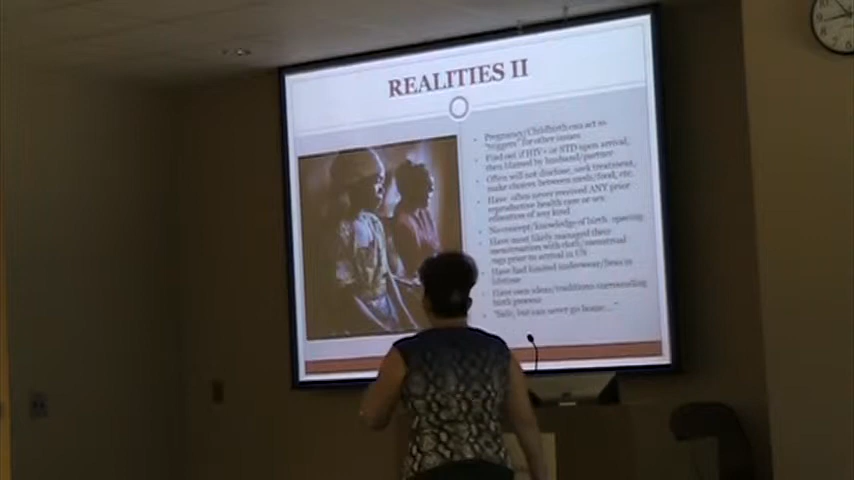 REALITIES II
• Pregnancy/Childbirth can act as
"triggers" for other issues
• Find out if HIV+ or STD upon arrival,
then blamed by husband/partner
• Often will not disclose, seek treatment,
make choices between meds/food, etc.
• Have often never received ANY prior
reproductive health care or sex
education of any kind
• No concept/knowledge of birth spacing
• Have most likely managed their
menstruation with cloth/menstrual
rags prior to arrival in US
• Have had limited underwear/bras in
lifetime
• Have own ideas/traditions surrounding
birth process
• "Safe, but can never go home..."